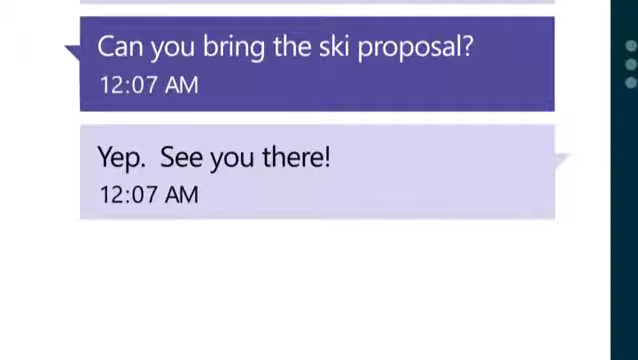 Can you bring the ski proposal?
12:07 AM
Yep. See you there!
12:07 AM